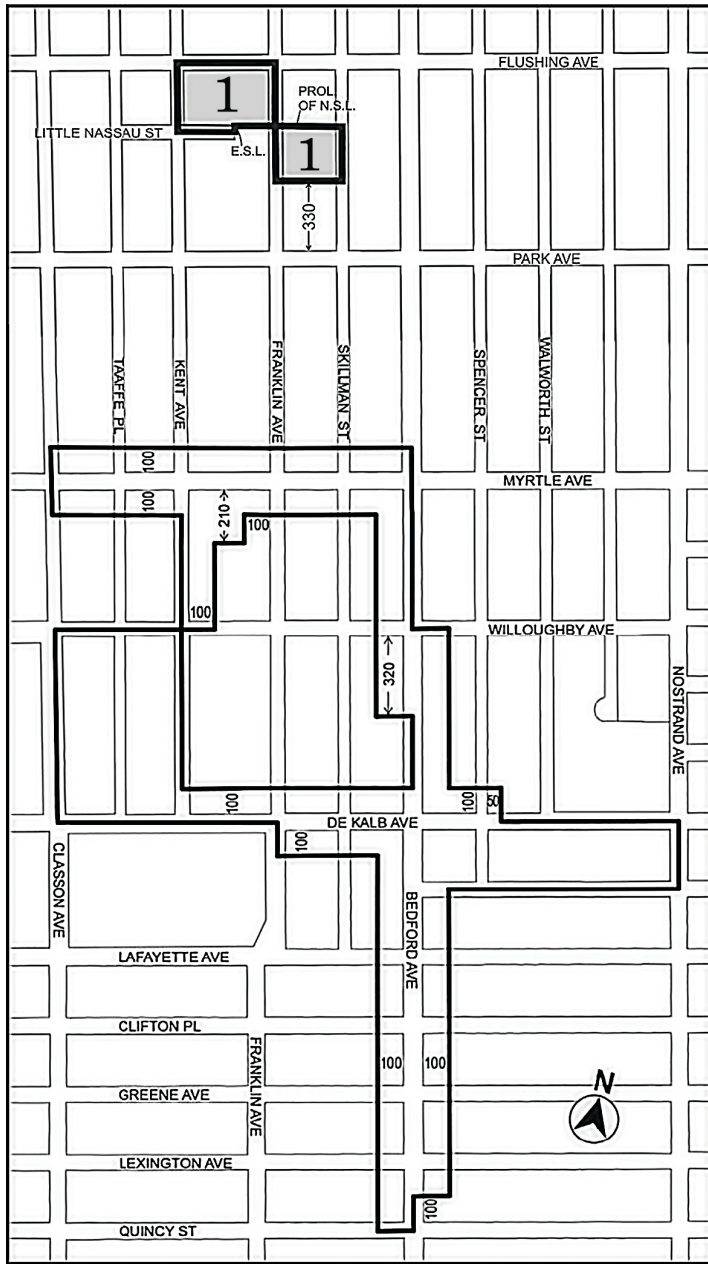 FLUSHING AVE
1
PROL.
OF N.S.L.
LITTLE NASSAU ST
E.S.L.
1
330
PARK AVE
TAAFFE PL
KENT AVE
FRANKLIN AVE
SKILLMAN ST
SPENCER ST
WALWORTH ST
100
MYRTLE AVE
100
210
100
100
WILLOUGHBY AVE
320
NOSTRAND AVE
100
100
50
DE KALB AVE
100
CLASSON AVE
BEDFORD AVE
LAFAYETTE AVE
CLIFTON PL
FRANKLIN AVE
100
100
N
GREENE AVE
LEXINGTON AVE
100
QUINCY ST